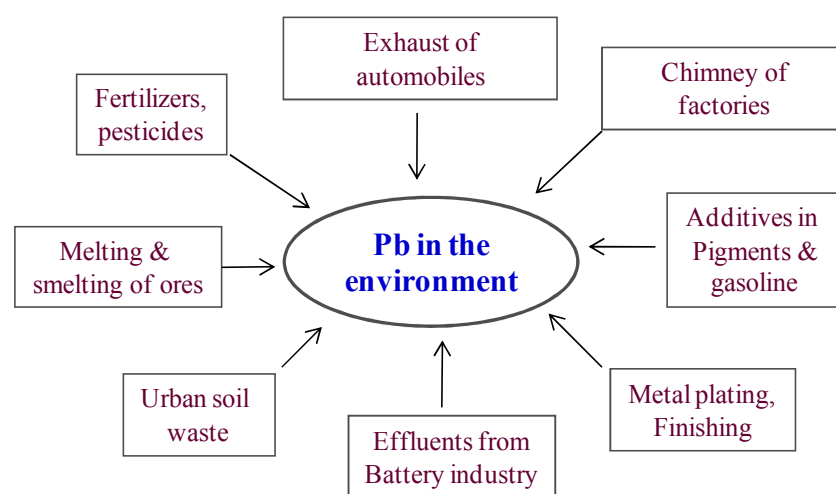 Exhaust of
automobiles
Chimney of
factories
Fertilizers,
pesticides
Pb in the
environment
Additives in
Pigments &
gasoline
Melting &
smelting of ores
Urban soil
waste
Effluents from
Battery industry
Metal plating,
Finishing